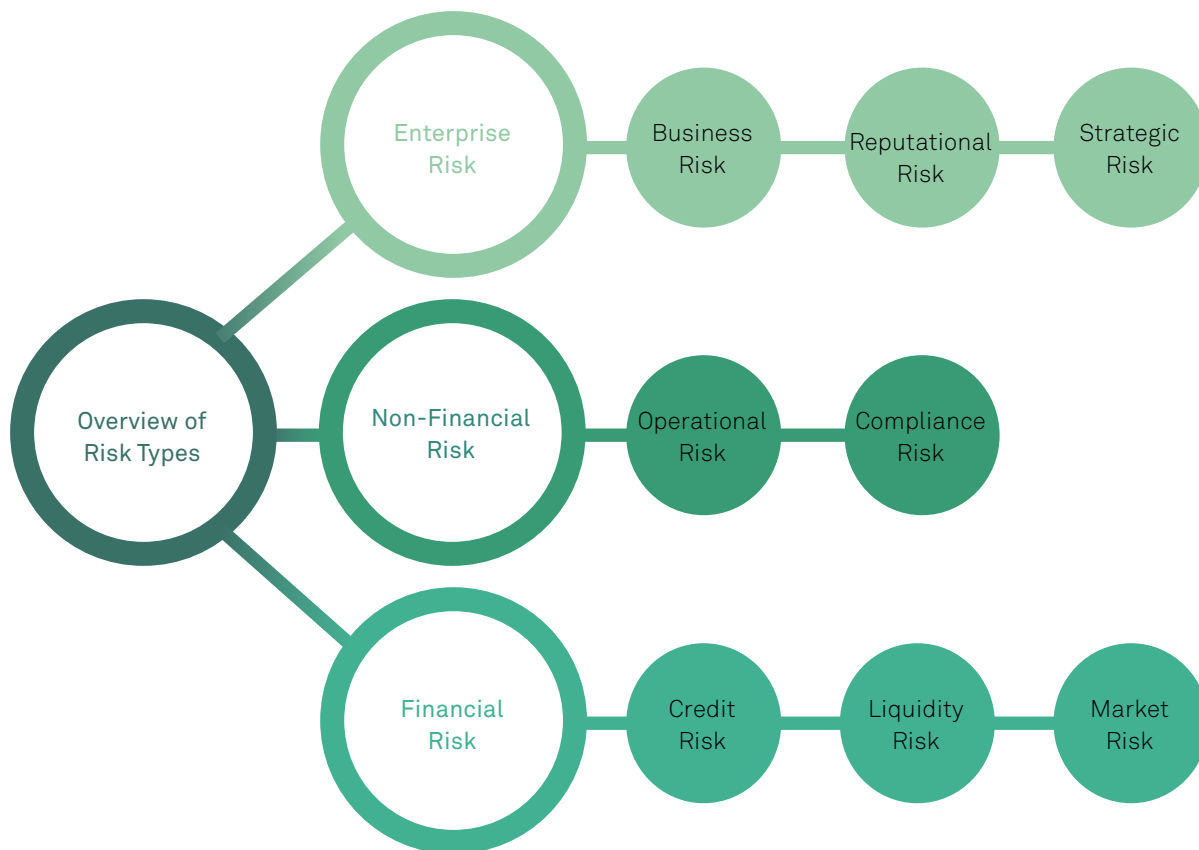 Overview of
Risk Types
Enterprise
Risk
Business
Risk
Reputational
Risk
Strategic
Risk
Non-Financial
Risk
Operational
Risk
Compliance
Risk
Financial
Risk
Credit
Risk
Liquidity
Risk
Market
Risk